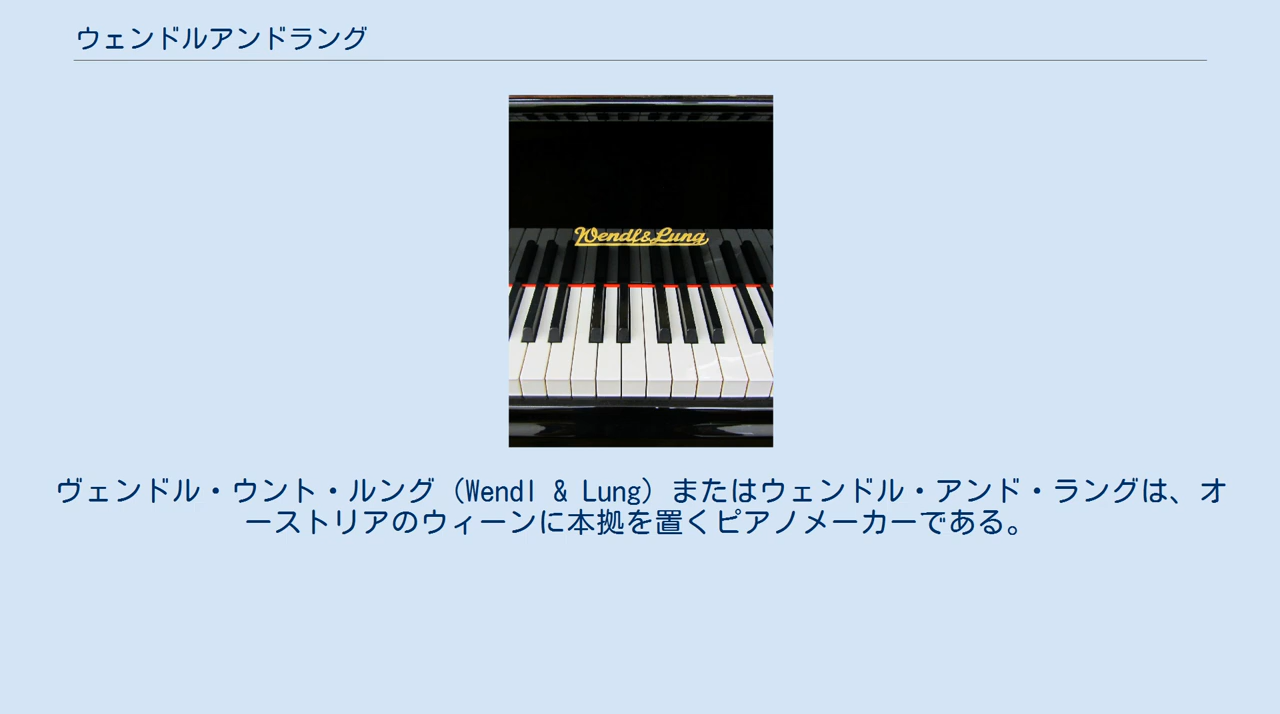 ウェンドルアンドラング
Wendl&Lung
ヴェンドル・ウント・ルング（Wendl & Lung）またはウェンドル・アンド・ラングは、オ
ーストリアのウィーンに本拠を置くピアノメーカーである。